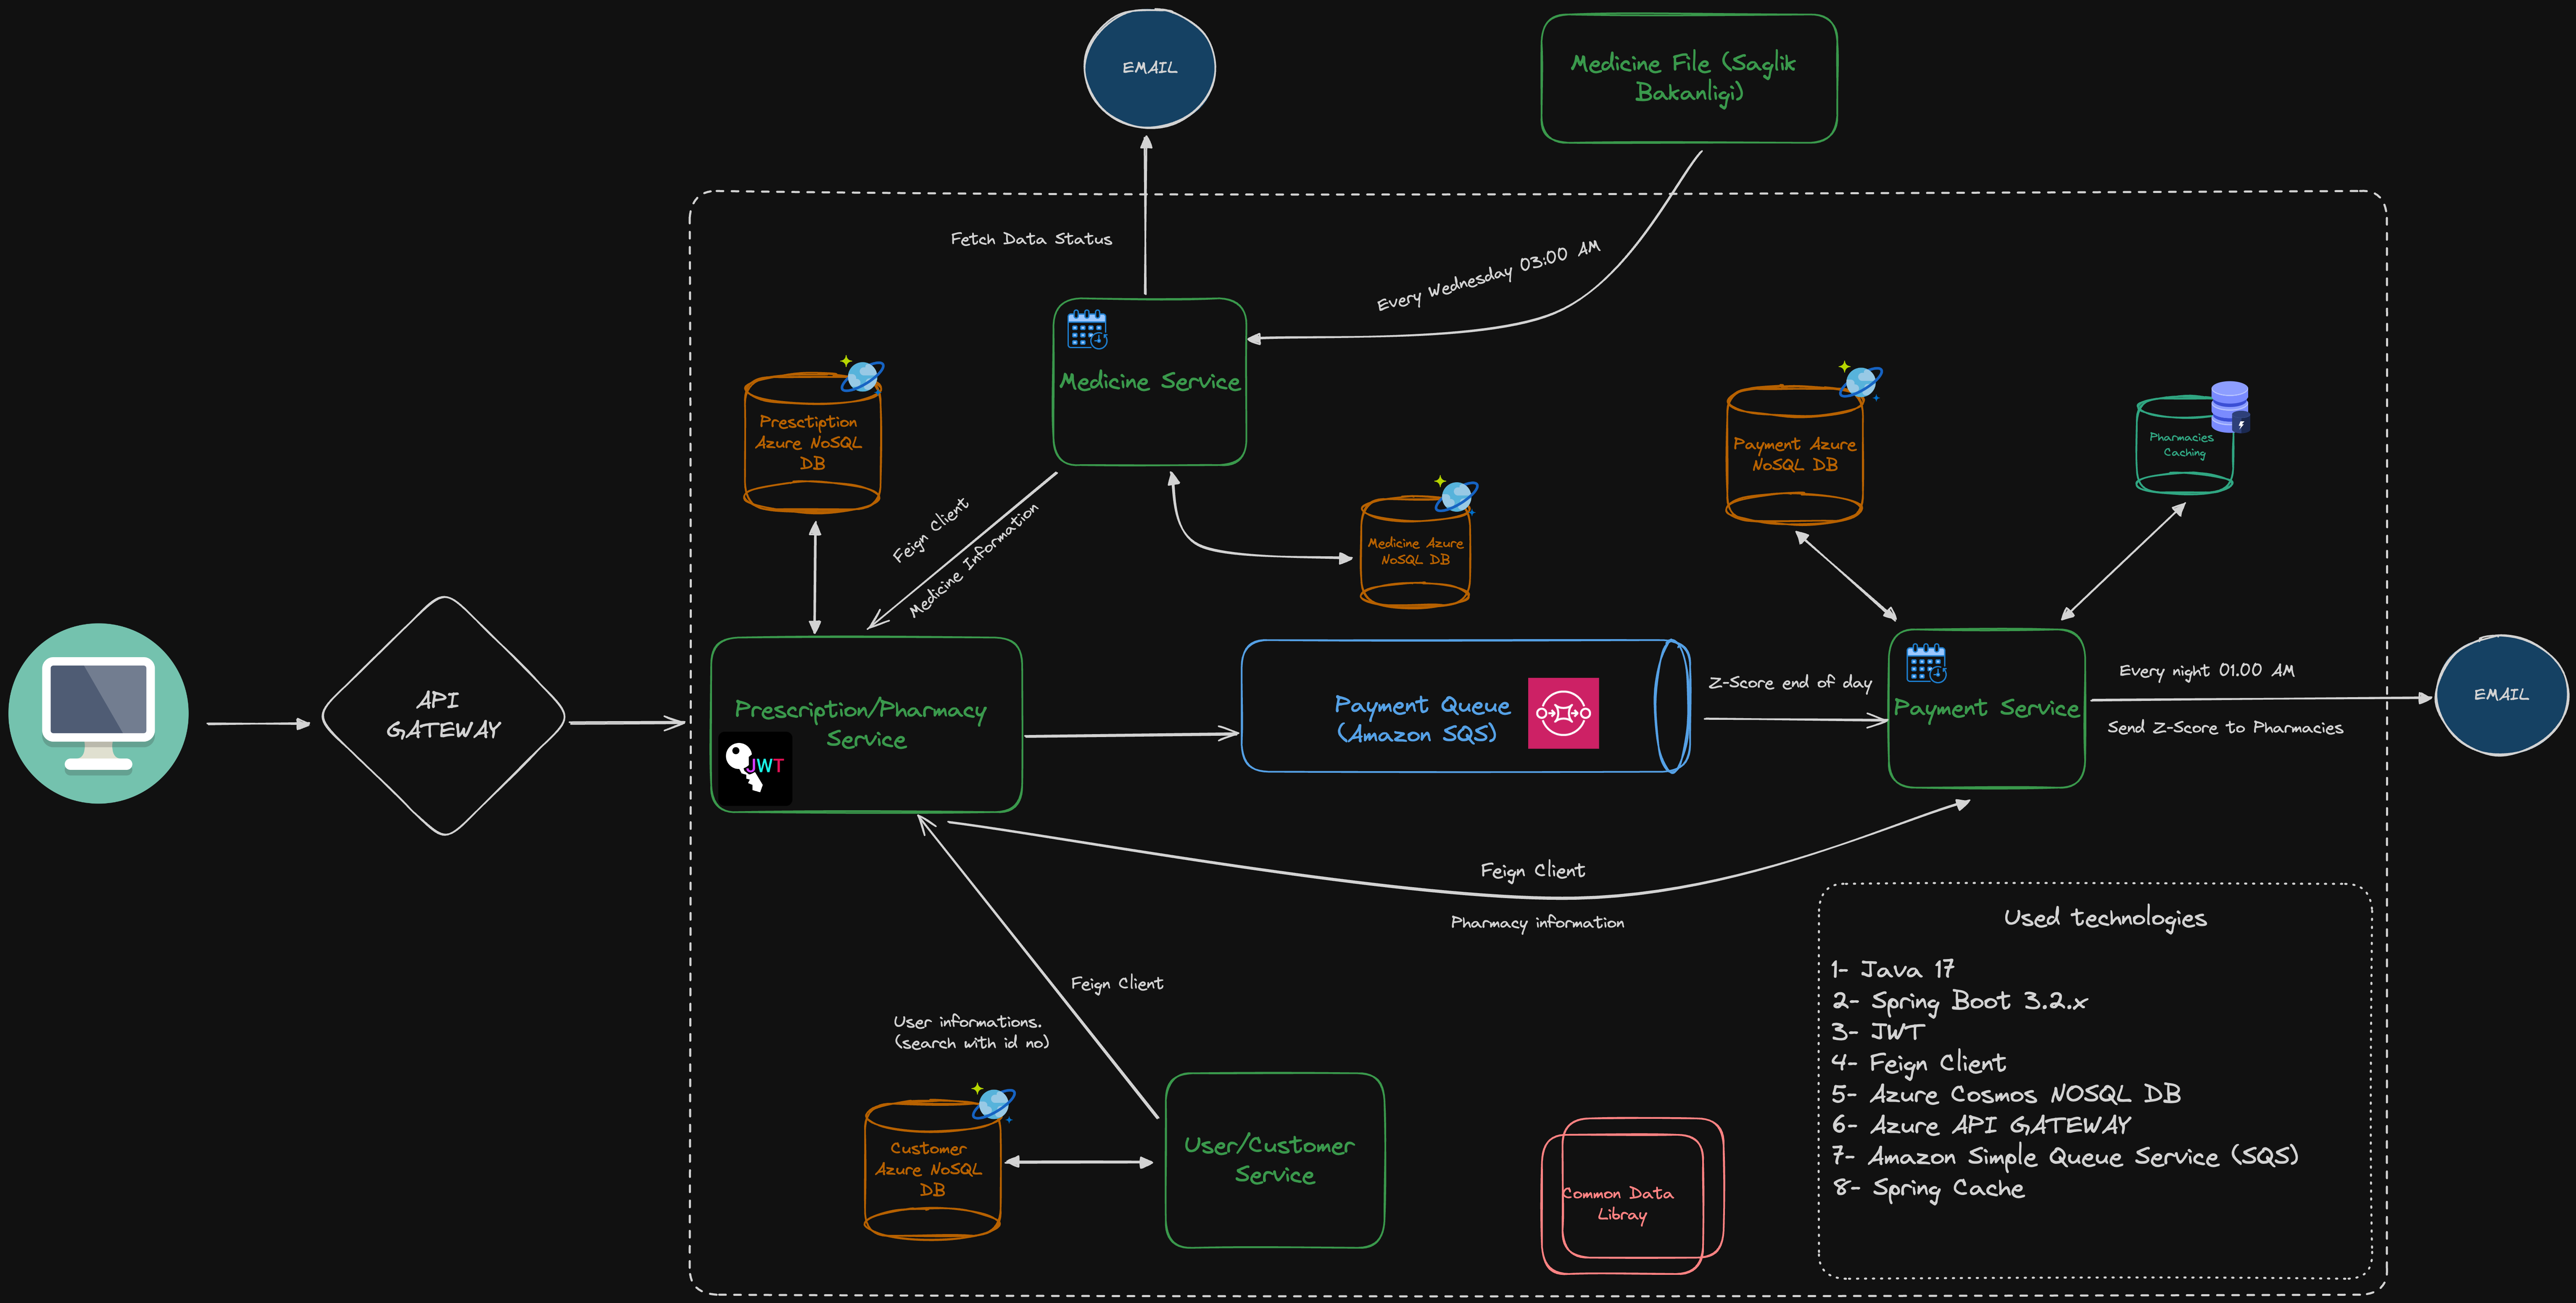 EMAIL
Medicine File (Saglik
Bakanligi)
Fetch Data Status
Every Wednesday 03:00 AM
Medicine Service
Presctiption
Azure NoSQL
DB
Payment Azure
NoSQL DB
Pharmacies
Caching
Feign Client
Medicine Information
Medicine Azure
NoSQL DB
API
GATEWAY
Prescription/Pharmacy
Service
JWT
Payment Queue
(Amazon SQS)
Z-Score end of day
Payment Service
Every night 01.00 AM
Send Z-Score to Pharmacies
EMAIL
Feign Client
Pharmacy information
Feign Client
User informations.
(search with id no)
Customer
Azure NoSQL
DB
User/Customer
Service
Common Data
Libray
Used technologies
1- Java 17
2- Spring Boot 3.2.x
3- JWT
4- Feign Client
5- Azure Cosmos NOSQL DB
6- Azure API GATEWAY
7- Amazon Simple Queue Service (SQS)
8- Spring Cache